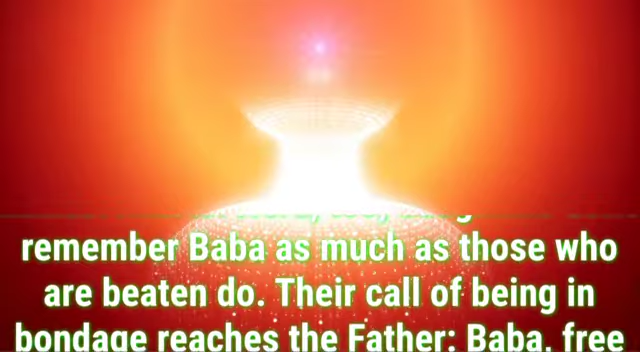 remember Baba as much as those who
are beaten do. Their call of being in
bondage reaches the Father: Baba, free